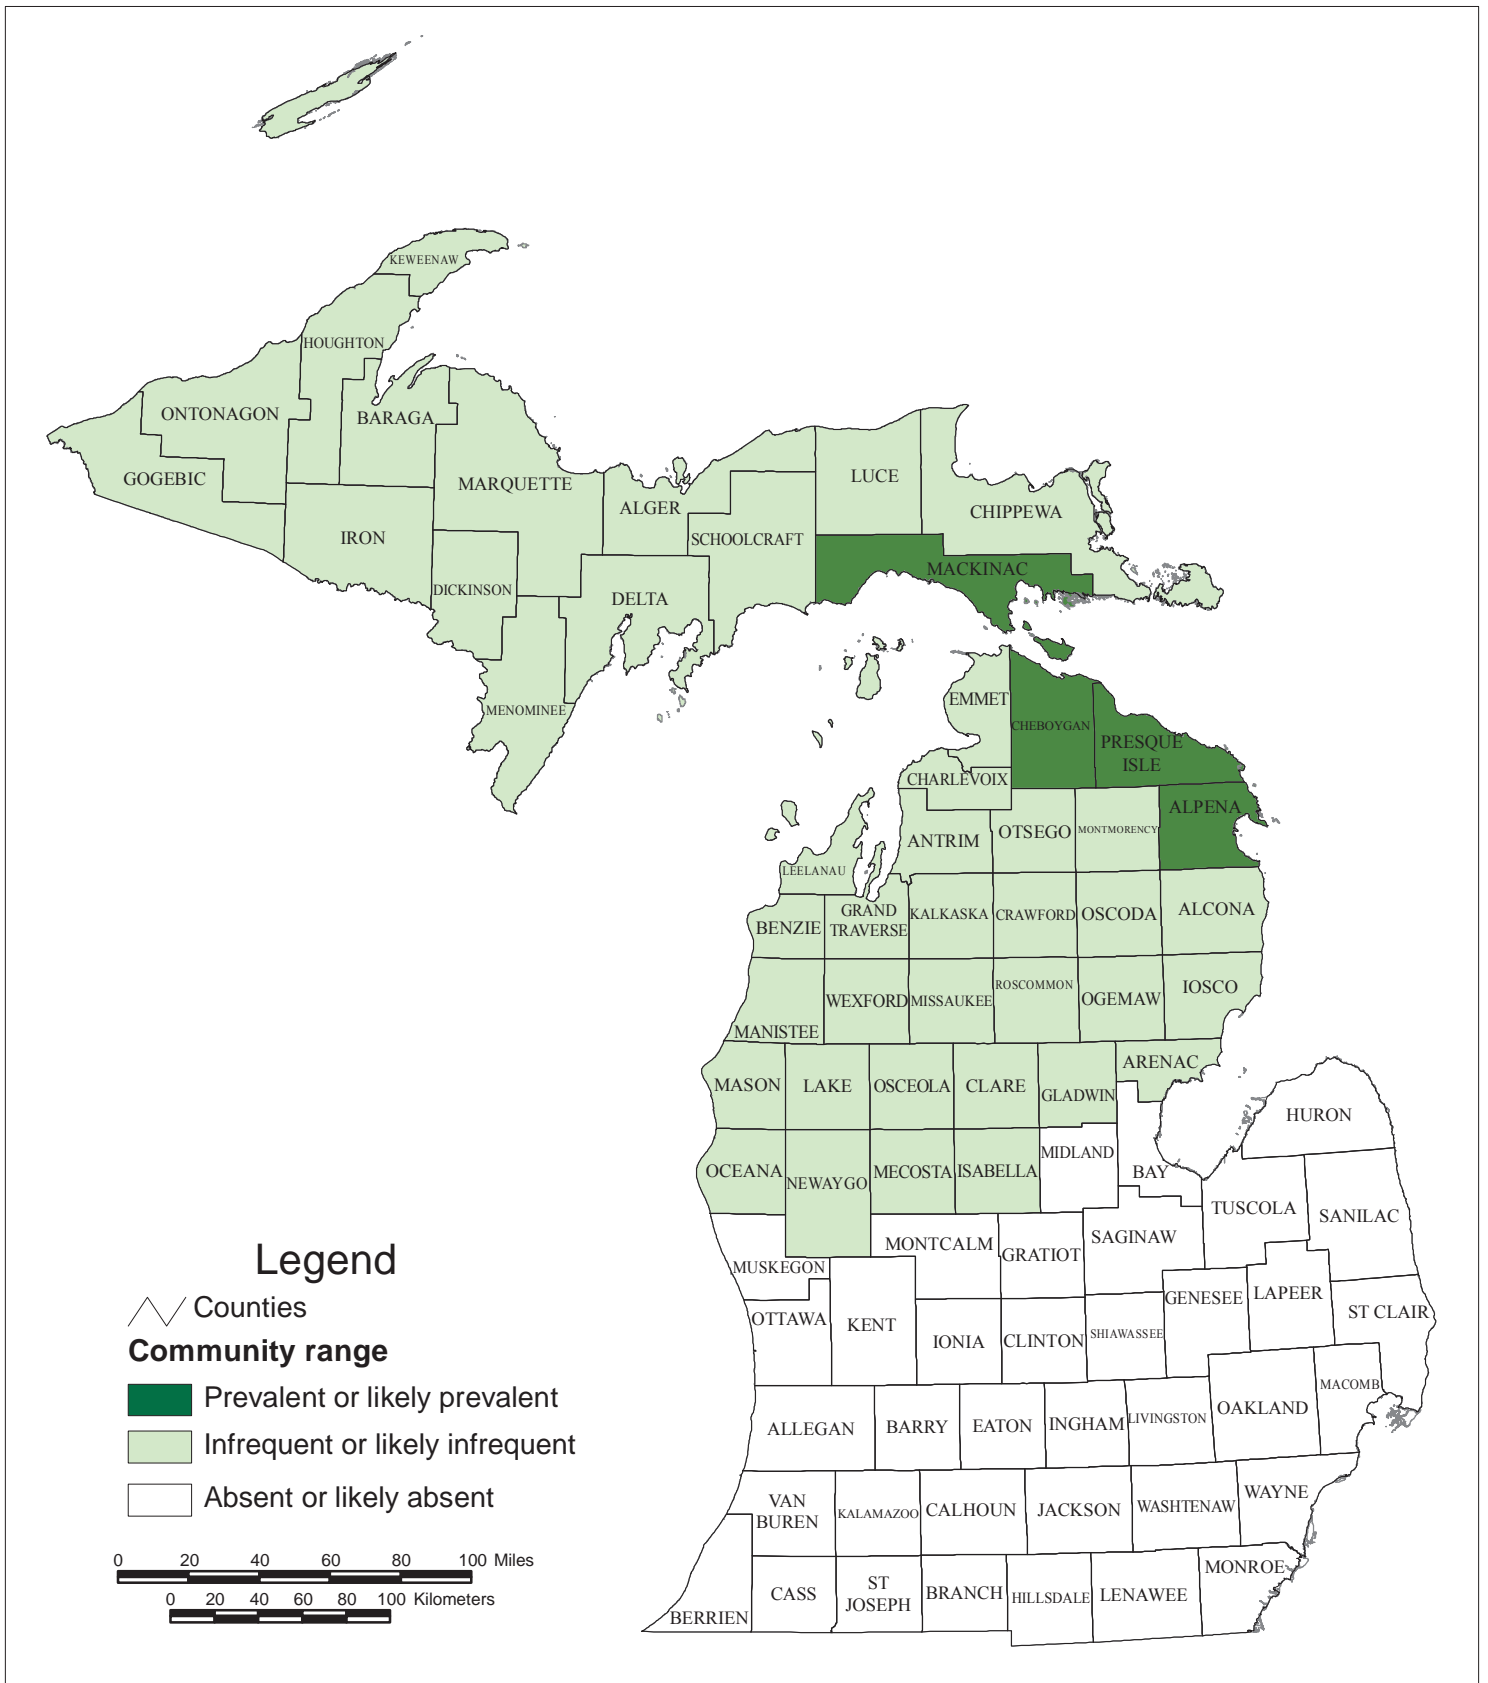 KEWEENAW
HOUGHTON
ONTONAGON
BARAGA
GOGEBIC
MARQUETTE
LUCE
ALGER
CHIPPEWA
IRON
SCHOOLCRAFT
MACKINAC
DICKINSON
DELTA
MENOMINEE
EMMET
CHEBOYGAN
PRESQUE
ISLE
CHARLEVOIX
ALPENA
ANTRIM
OTSEGO
MONTMORENCY
LEELANAU
BENZIE
GRAND
TRAVERSE
KALKASKA
CRAWFORD
OSCODA
ALCONA
MANISTEE
WEXFORD
MISSAUKEE
ROSCOMMON
OGEMAW
IOSCO
ARENAC
MASON
LAKE
OSCEOLA
CLARE
GLADWIN
HURON
OCEANA
NEWAYGO
MECOSTA
ISABELLA
MIDLAND
BAY
TUSCOLA
SANILAC
MUSKEGON
MONTCALM
GRATIOT
SAGINAW
OTTAWA
KENT
IONIA
CLINTON
SHIAWASSEE
GENESEE
LAPEER
ST CLAIR
ALLEGAN
BARRY
EATON
INGHAM
LIVINGSTON
OAKLAND
MACOMB
VAN
BUREN
KALAMAZOO
CALHOUN
JACKSON
WASHTENAW
WAYNE
BERRIEN
CASS
ST
JOSEPH
BRANCH
HILLSDALE
LENAWEE
MONROE
Legend
Counties
Community range
Prevalent or likely prevalent
Infrequent or likely infrequent
Absent or likely absent
0 20 40 60 80 100 Miles
0 20 40 60 80 100 Kilometers